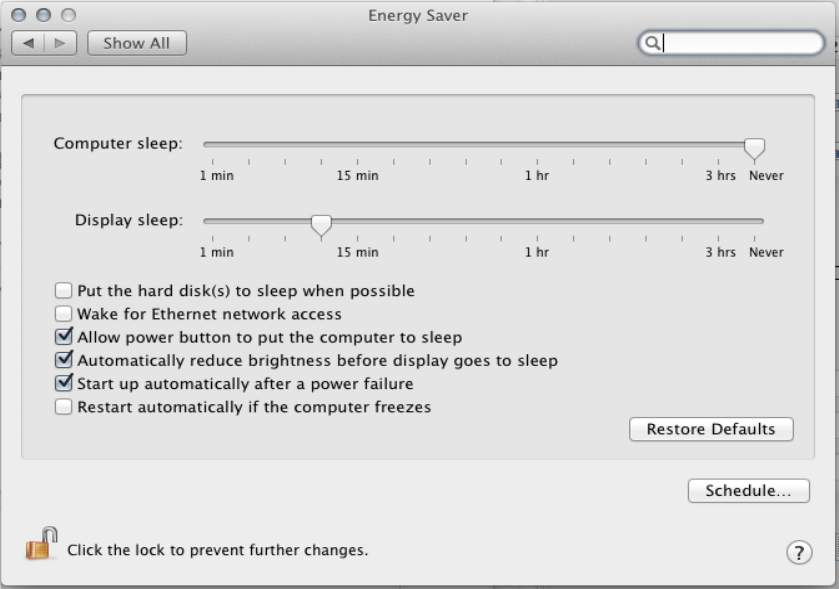 Energy Saver
Show All
Computer sleep:
1 min 15 min 1 hr 3 hrs Never
Display sleep:
1 min 15 min 1 hr 3 hrs Never
Put the hard disk(s) to sleep when possible
Wake for Ethernet network access
Allow power button to put the computer to sleep
Automatically reduce brightness before display goes to sleep
Start up automatically after a power failure
Restart automatically if the computer freezes
Restore Defaults
Schedule...
Click the lock to prevent further changes.
?